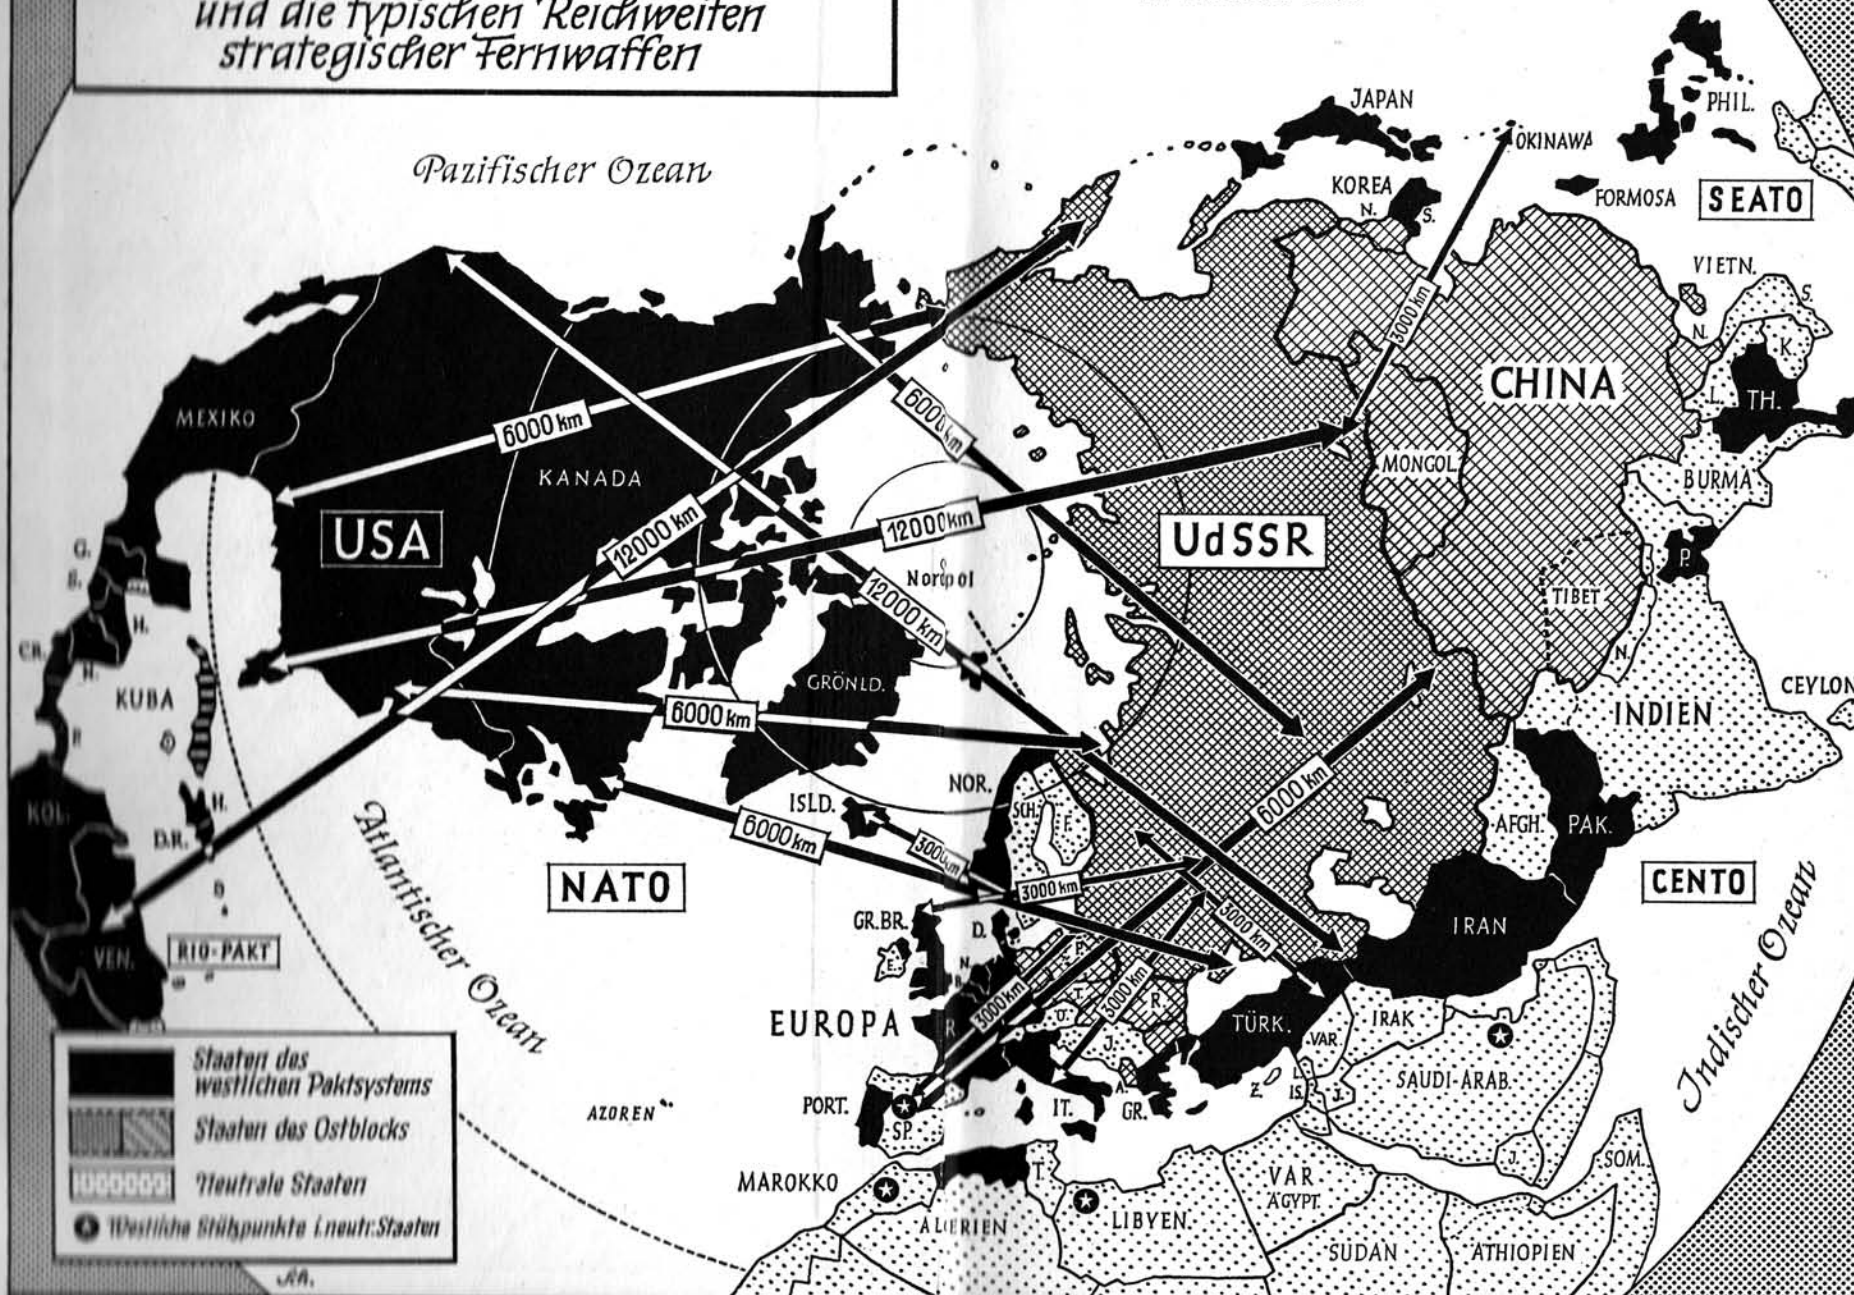 und die typischen Reichweiten
strategischer Fernwaffen
Pazifischer Ozean
JAPAN
OKINAWA
PHIL.
KOREA
N.
S.
FORMOSA
SEATO
VIETN.
S.
N.
K.
L.
TH.
3000 km
CHINA
MEXIKO
6000 km
KANADA
6000 km
MONGOL.
BURMA
USA
12000 km
12000 km
UdSSR
P.
Nordpol
TIBET
G.
H.
12000 km
N.
CR.
N.
KUBA
GRÖNLD.
CEYLON
6000 km
INDIEN
P.
NOR.
6000 km
KOL.
H.
D.R.
ISLD.
SCH.
F.
AFGH.
PAK.
6000 km
3000 km
Atlantischer Ozean
NATO
3000 km
CENTO
GR.BR.
D.
3000 km
IRAN
VEN.
RIO-PAKT
E.
N.
B.
P.
3000 km
3000 km
T.
R.
Ö.
EUROPA
TÜRK.
IRAK
Indischer Ozean
J.
VAR.
Staaten des
westlichen Paktsystems
Staaten des Ostblocks
Neutrale Staaten
Westliche Stützpunkte i.neutr.Staaten
AZOREN
PORT.
SP.
IT.
A.
GR.
Z.
L.
IS.
J.
SAUDI-ARAB.
J.
SOM.
MAROKKO
T.
ALGERIEN
LIBYEN.
VAR
ÄGYPT.
SUDAN
ÄTHIOPIEN